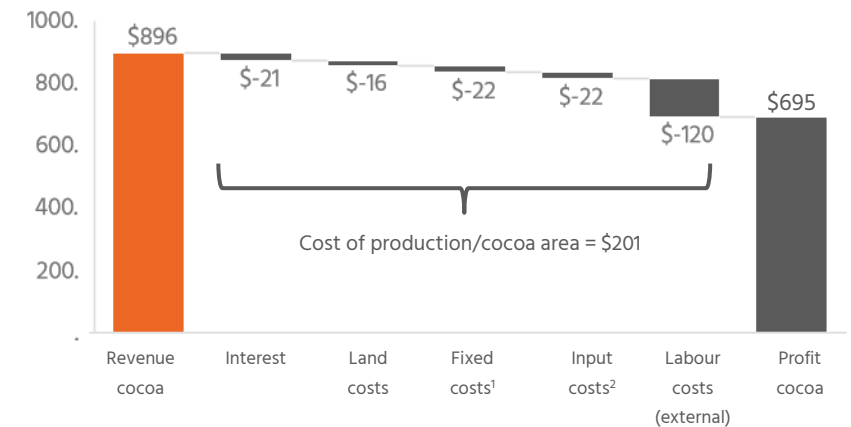 1000.
800.
600.
400.
200.
.
$896
$-21
$-16
$-22
$-22
$-120
$695
Cost of production/cocoa area = $201
Revenue
cocoa
Interest
Land
costs
Fixed
costs¹
Input
costs²
Labour
costs
(external)
Profit
cocoa